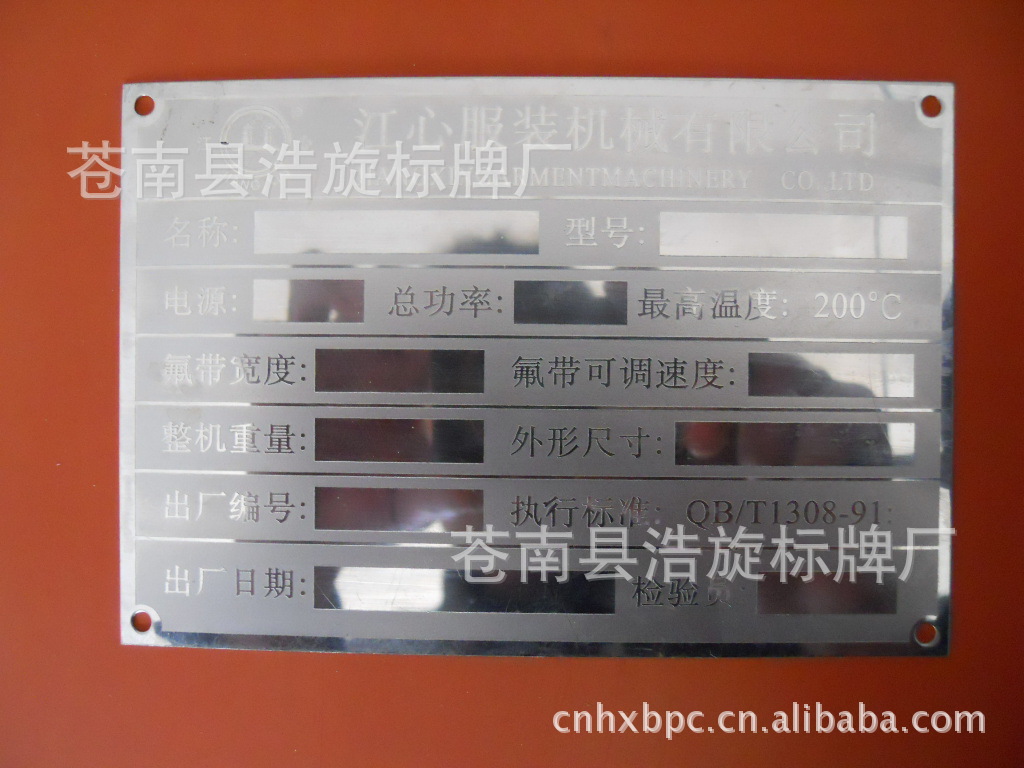 江心服装机械有限公司
苍南县浩旋标牌厂
MENTMACHINERY CO.,LTD
名称: 型号:
电源: 总功率: 最高温度: 200℃
氟带宽度: 氟带可调速度:
整机重量: 外形尺寸:
出厂编号: 执行标准: QB/T1308-91
苍南县浩旋标牌厂
出厂日期: 检验员
cnhxbpc.cn.alibaba.com